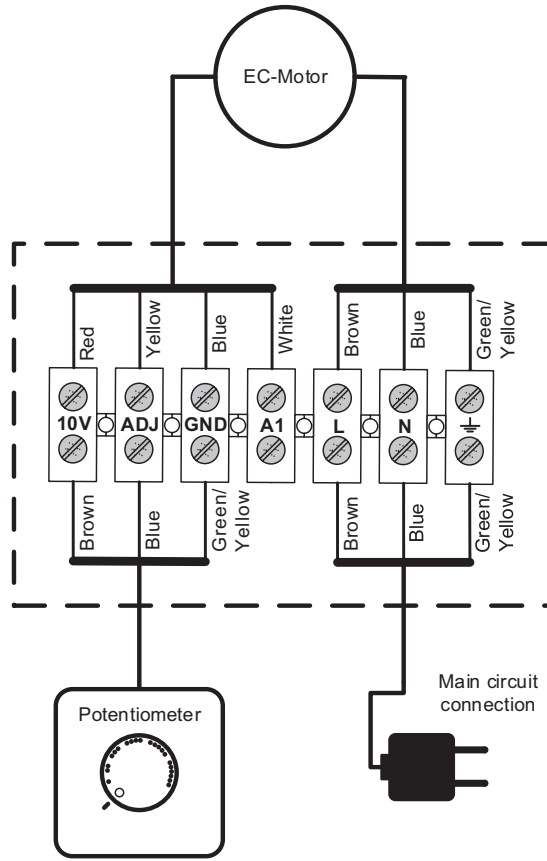 EC-Motor
Red
Yellow
Blue
White
Brown
Blue
Green/
Yellow
10V
ADJ
GND
A1
L
N
Brown
Blue
Green/
Yellow
Brown
Blue
Green/
Yellow
Potentiometer
Main circuit
connection